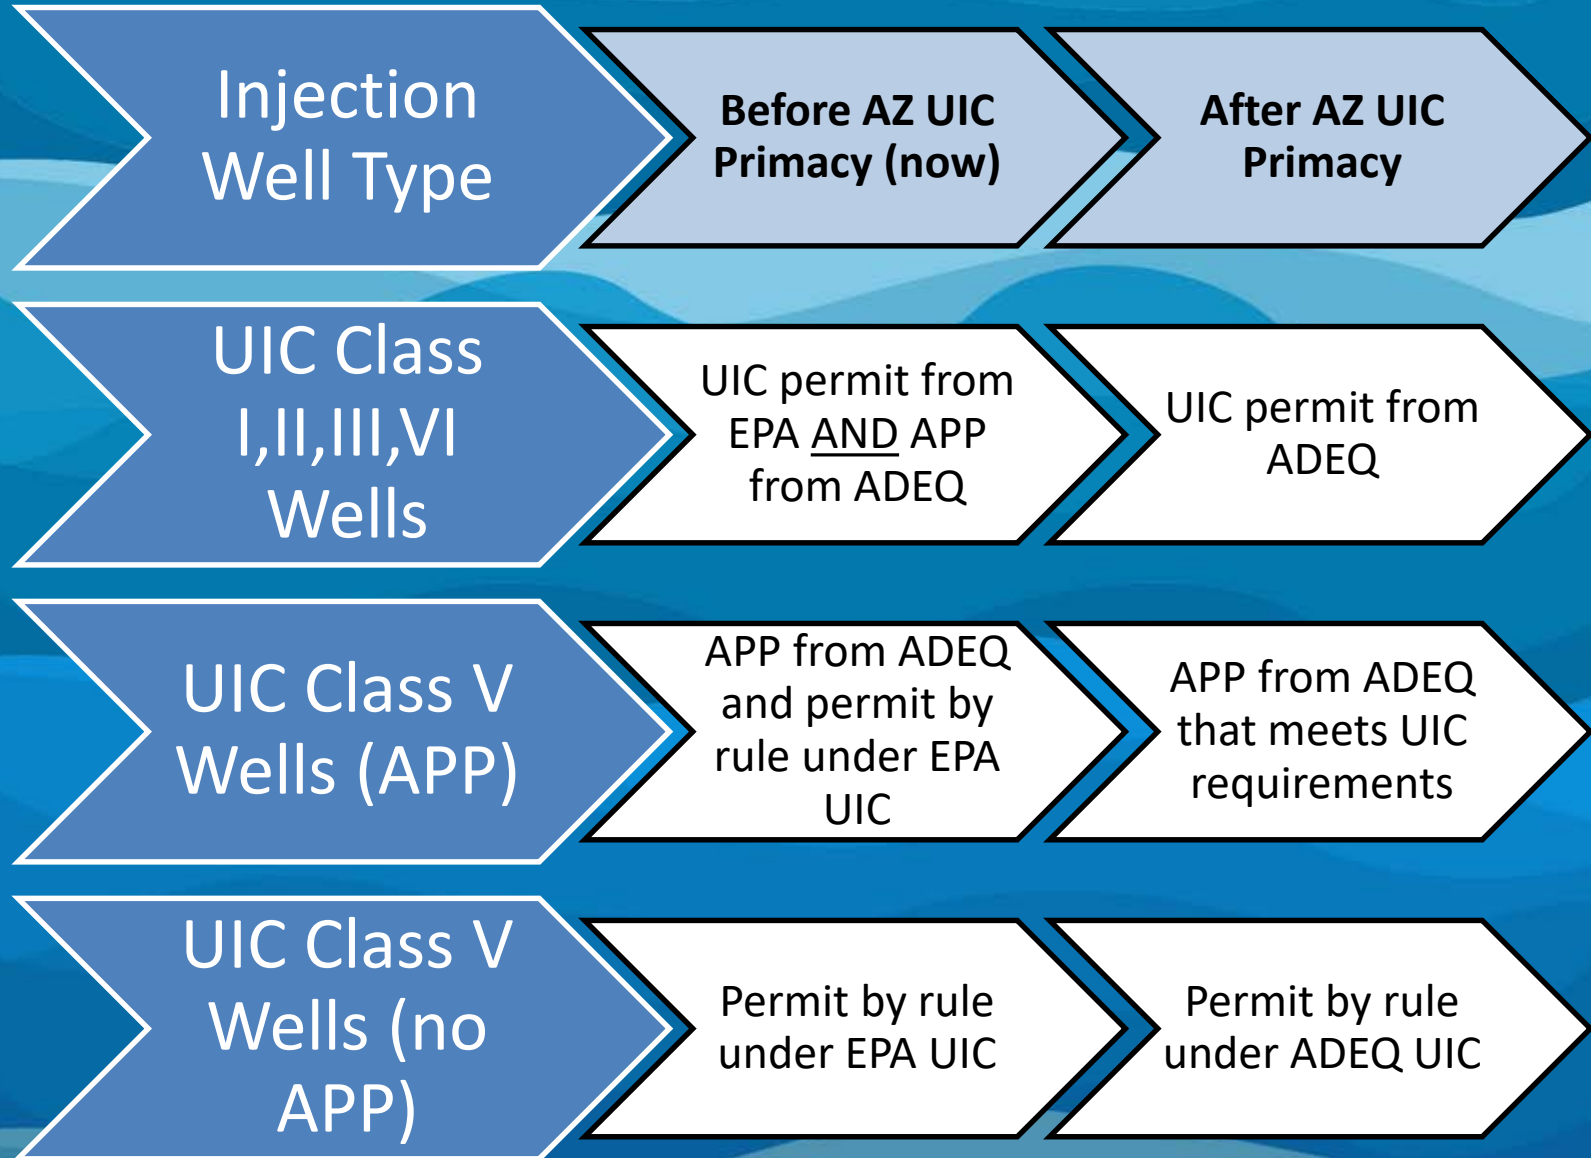 Injection
Well Type
Before AZ UIC
Primacy (now)
After AZ UIC
Primacy
UIC Class
I,II,III,VI
Wells
UIC permit from
EPA AND APP
from ADEQ
UIC permit from
ADEQ
UIC Class V
Wells (APP)
APP from ADEQ
and permit by
rule under EPA
UIC
APP from ADEQ
that meets UIC
requirements
UIC Class V
Wells (no
APP)
Permit by rule
under EPA UIC
Permit by rule
under ADEQ UIC